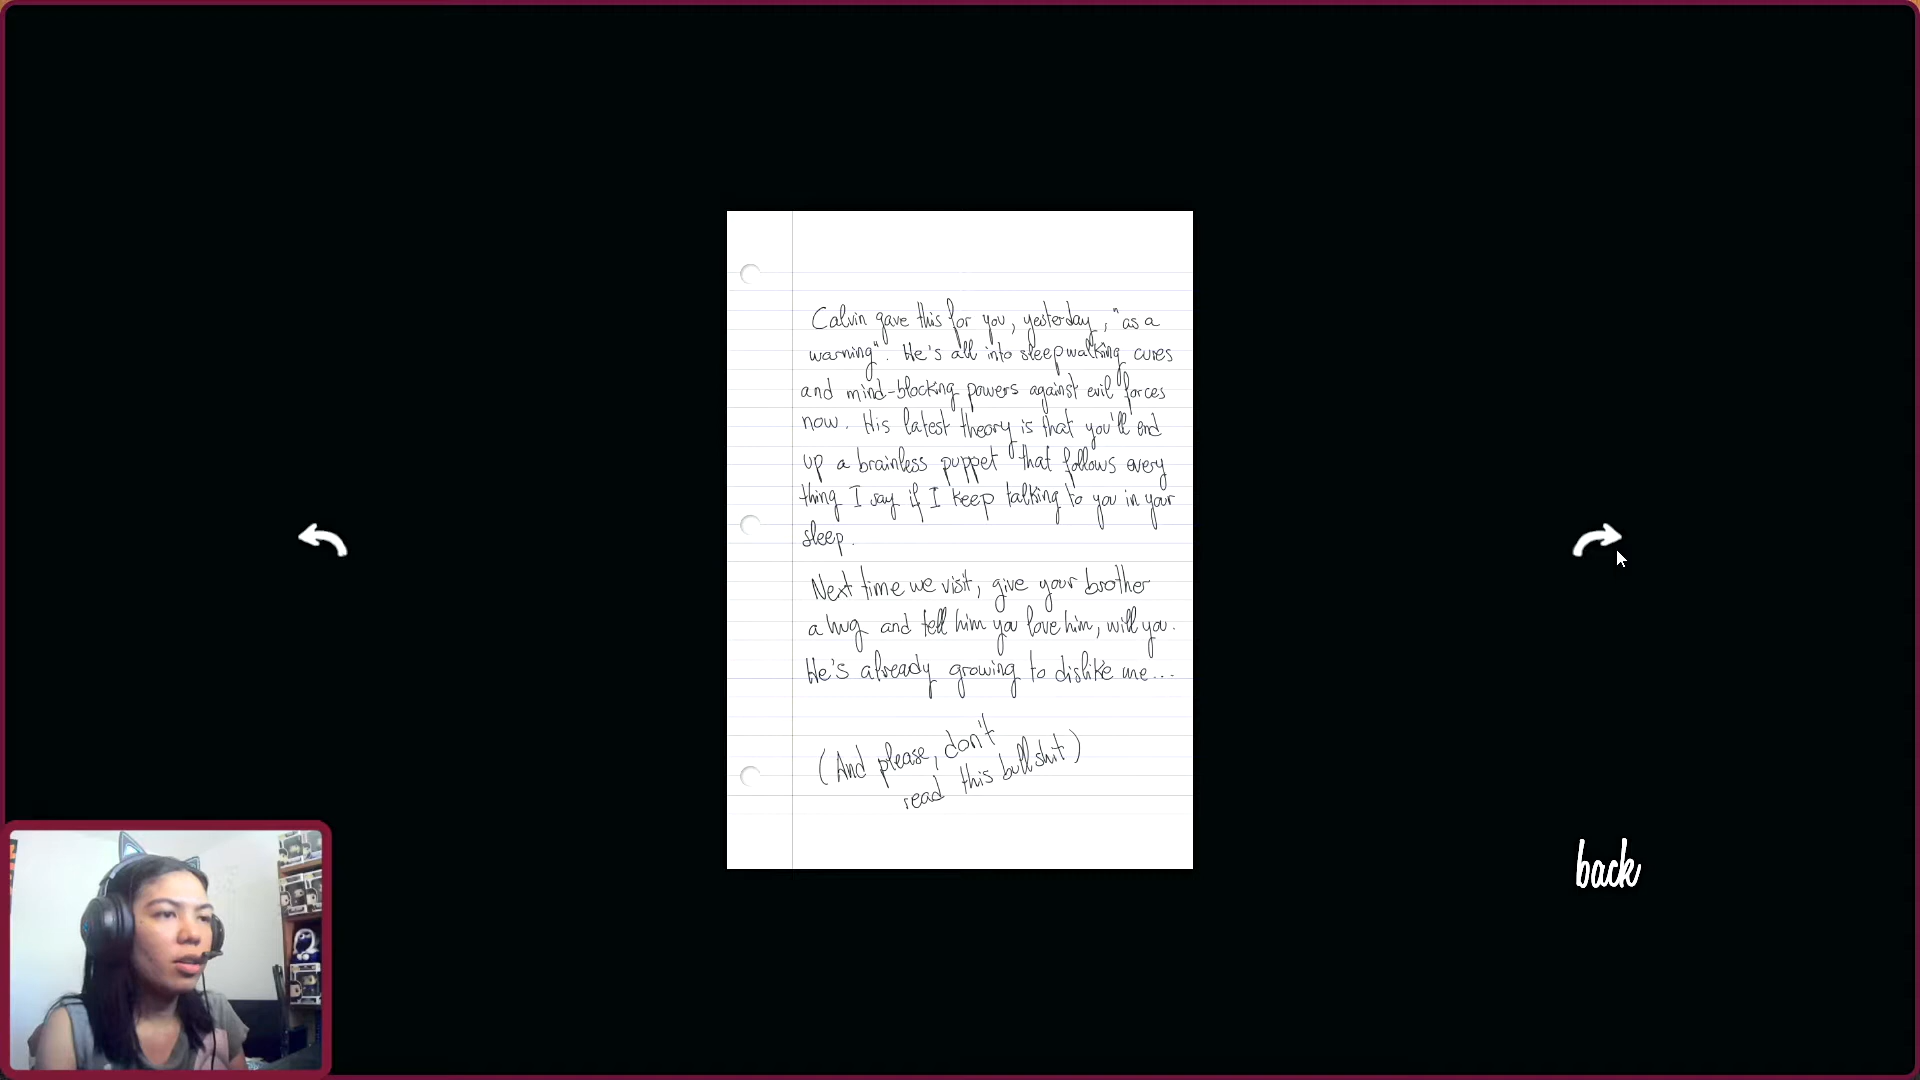 Calvin gave this for you, yesterday, "as a
warning". He's all into sleepwalking cures
and mind-blocking powers against evil forces
now. His latest theory is that you'll end
up a brainless puppet that follows every
thing I say if I keep talking to you in your
sleep.
Next time we visit, give your brother
a hug and tell him you love him, will you.
He's already growing to dislike me...
(And please, don't
read this bullshit)
back